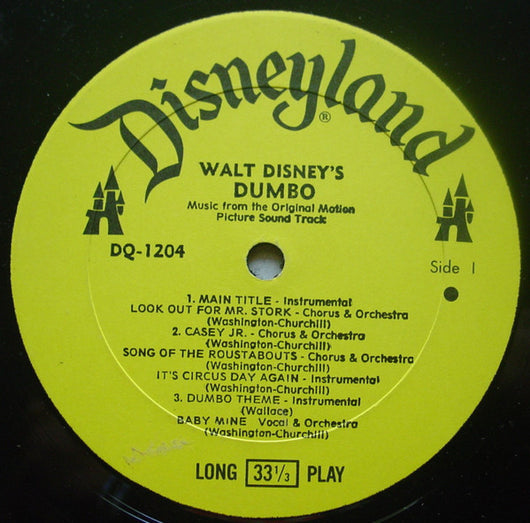 Disneyland®
WALT DISNEY'S
DUMBO
Music from the Original Motion
Picture Sound Track
DQ-1204
Side 1
1. MAIN TITLE - Instrumental
LOOK OUT FOR MR. STORK - Chorus & Orchestra
(Washington-Churchill)
2. CASEY JR. - Chorus & Orchestra
(Washington-Churchill)
SONG OF THE ROUSTABOUTS - Chorus & Orchestra
(Washington-Churchill)
IT'S CIRCUS DAY AGAIN - Instrumental
(Washington-Churchill)
3. DUMBO THEME - Instrumental
(Wallace)
BABY MINE Vocal & Orchestra
(Washington-Churchill)
LONG 33⅓ PLAY